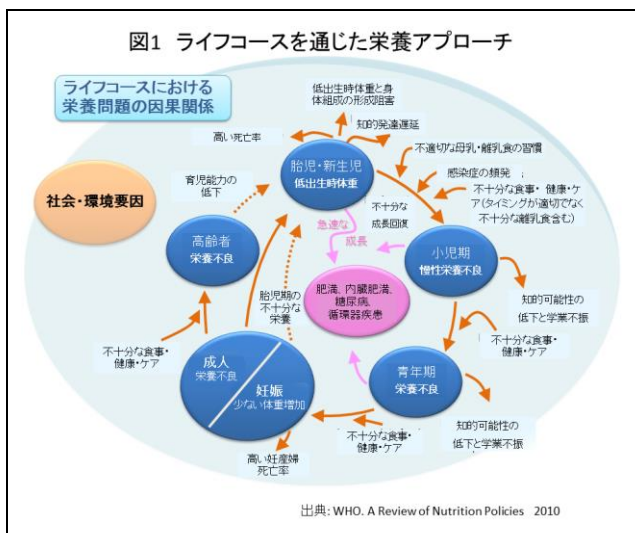 図1 ライフコースを通じた栄養アプローチ
ライフコースにおける
栄養問題の因果関係
低出生時体重と身
体組成の形成阻害
高い死亡率
知的発達遅延
不適切な母乳・離乳食の習慣
胎児・新生児
低出生時体重
感染症の頻発
不十分な食事・ 健康・ケ
ア(タイミングが適切でなく
不十分な離乳食含む)
育児能力の
低下
社会・環境要因
不十分な
成長回復
急速な
成長
高齢者
栄養不良
小児期
慢性栄養不良
肥満、内臓肥満、
糖尿病、
循環器疾患
胎児期の
不十分な
栄養
知的可能性の
低下と学業不振
不十分な食事・
健康・ケア
不十分な食事・
健康・ケア
成人
栄養不良
妊娠
少ない体重増加
青年期
栄養不良
知的可能性の
低下と学業不振
不十分な食事・
健康・ケア
高い妊産婦
死亡率
出典: WHO. A Review of Nutrition Policies 2010